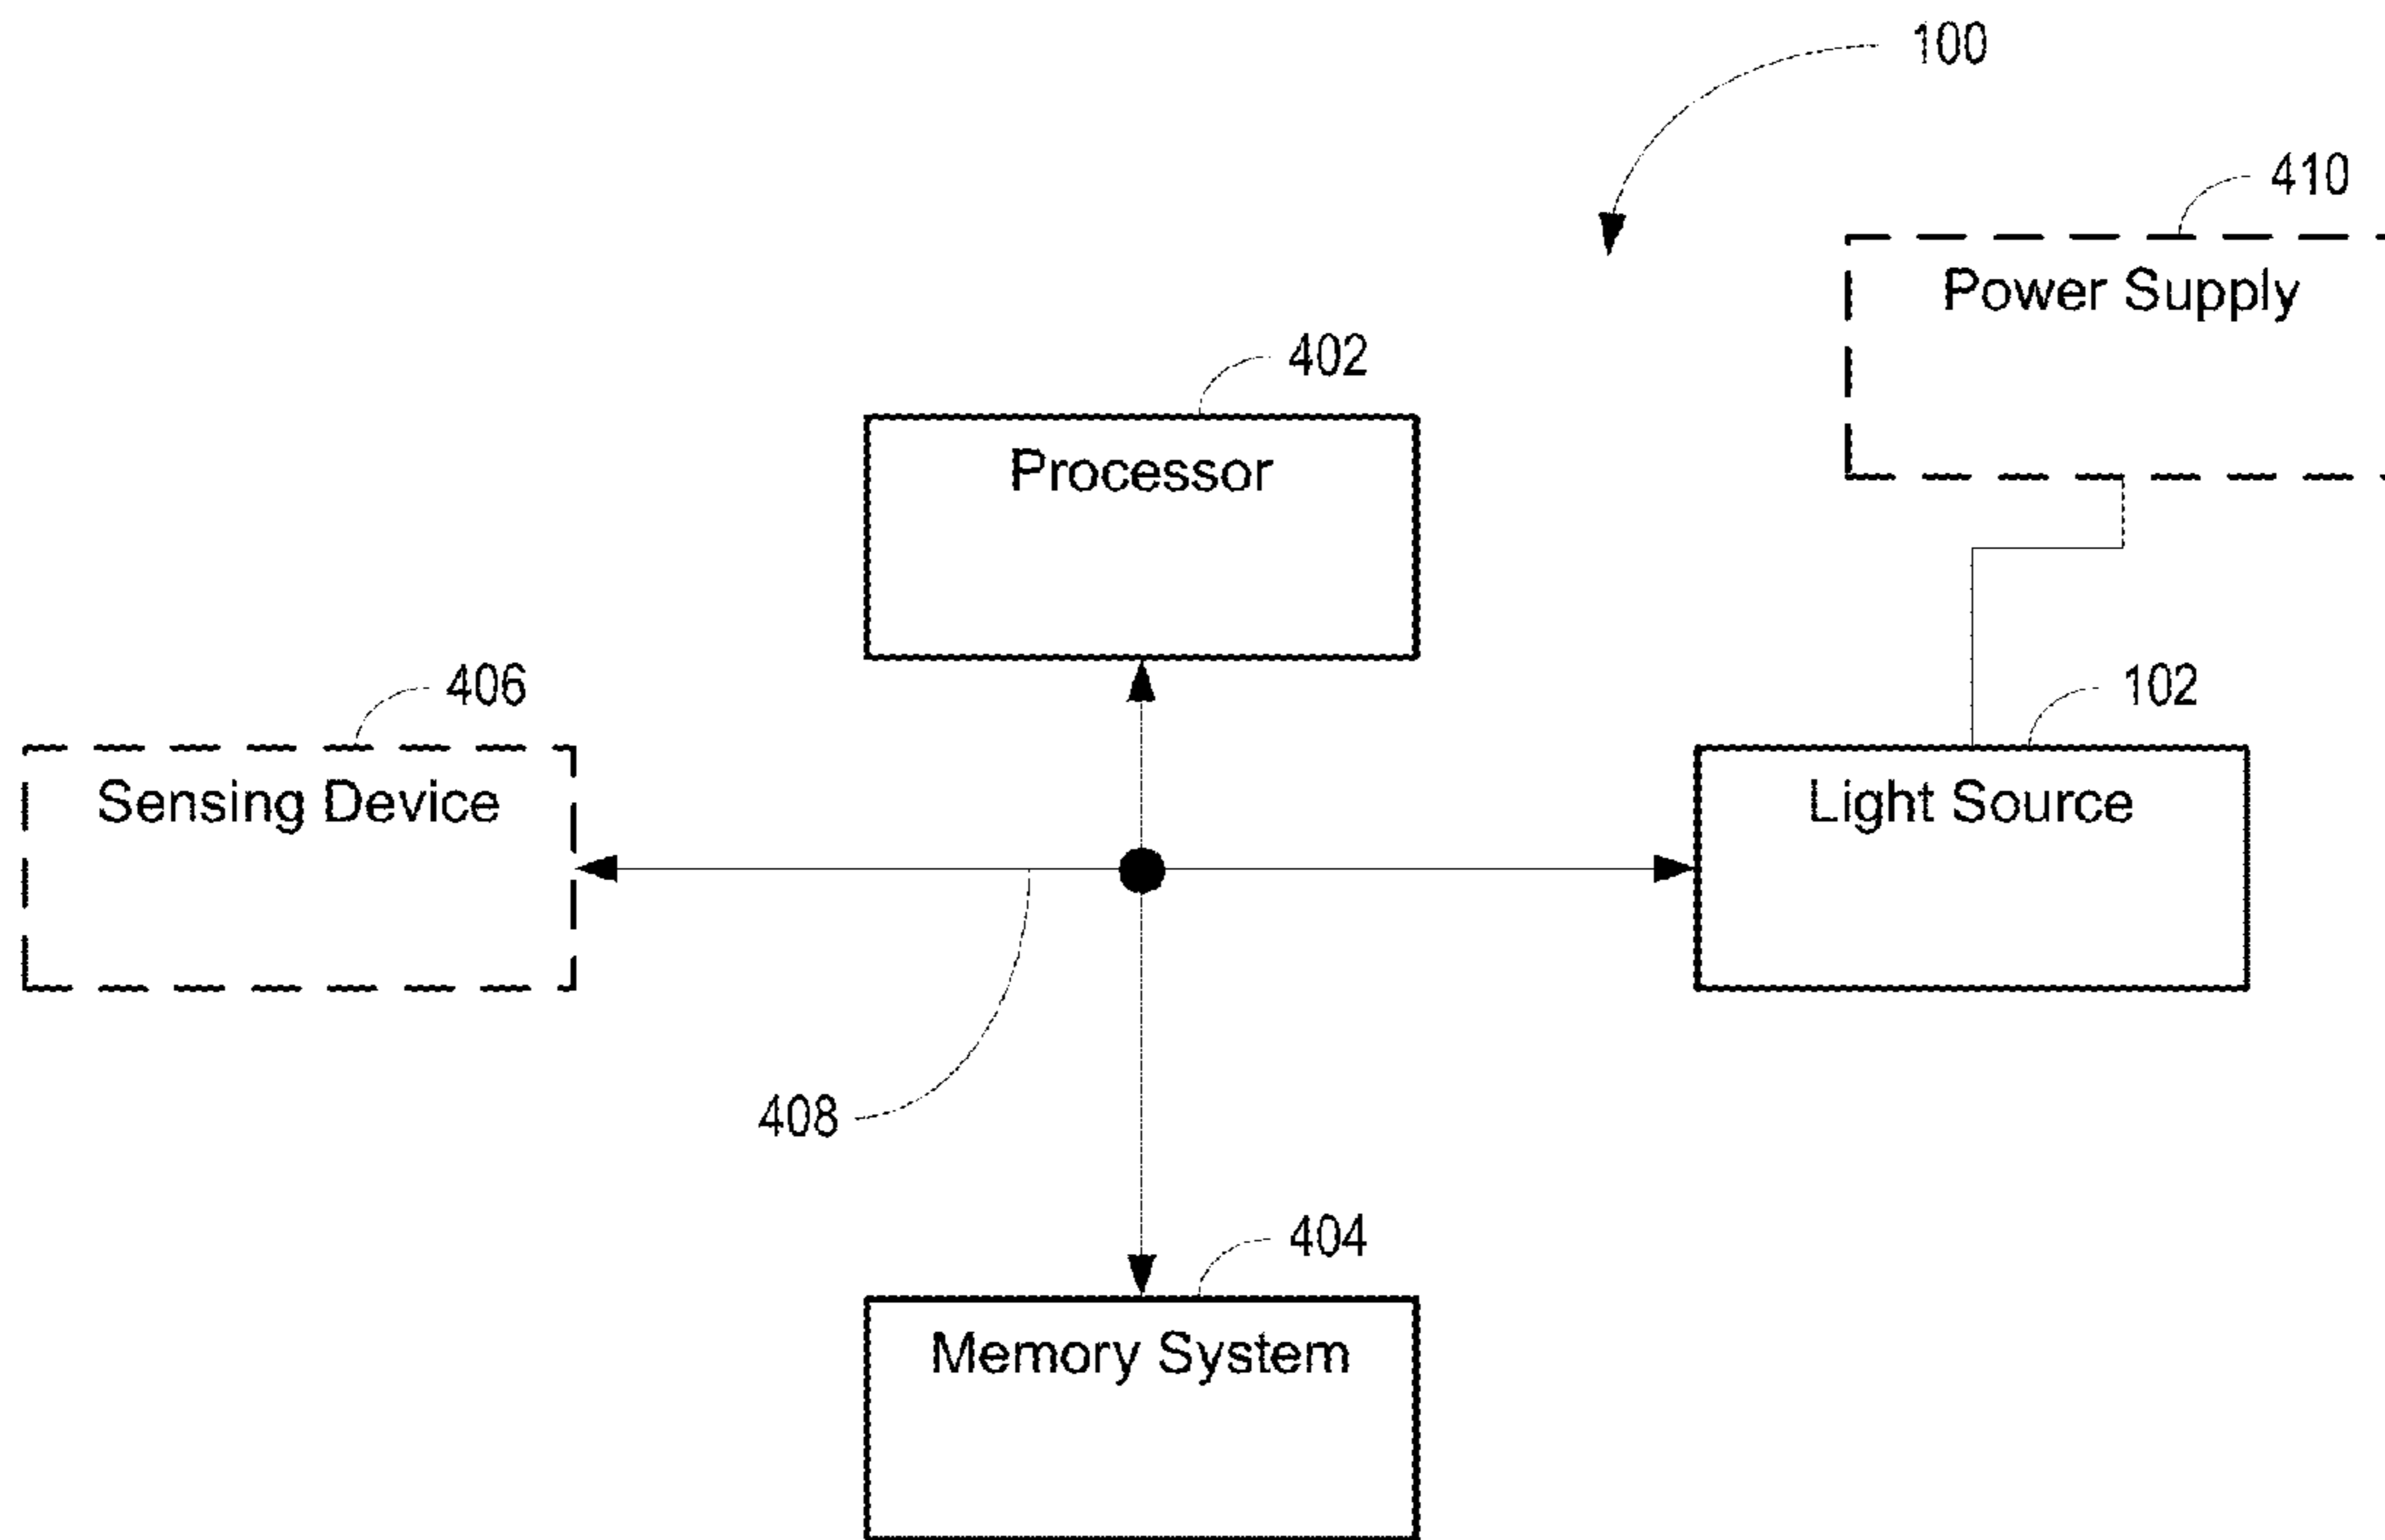 100
410
Power Supply
402
Processor
406
102
Sensing Device
Light Source
408
404
Memory System